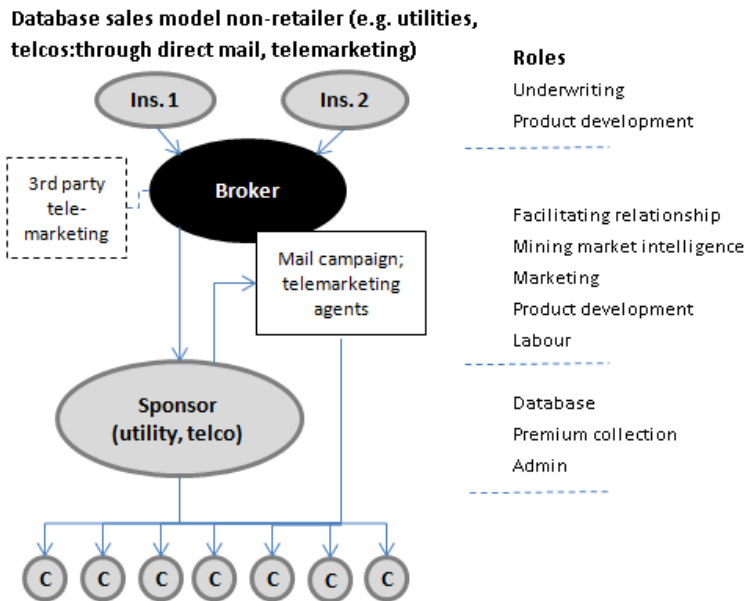 Database sales model non-retailer (e.g. utilities,
telcos:through direct mail, telemarketing)
Ins. 1
Ins. 2
Broker
3rd party
tele-
marketing
Mail campaign;
telemarketing
agents
Sponsor
(utility, telco)
C C C C C C C
Roles
Underwriting
Product development
Facilitating relationship
Mining market intelligence
Marketing
Product development
Labour
Database
Premium collection
Admin